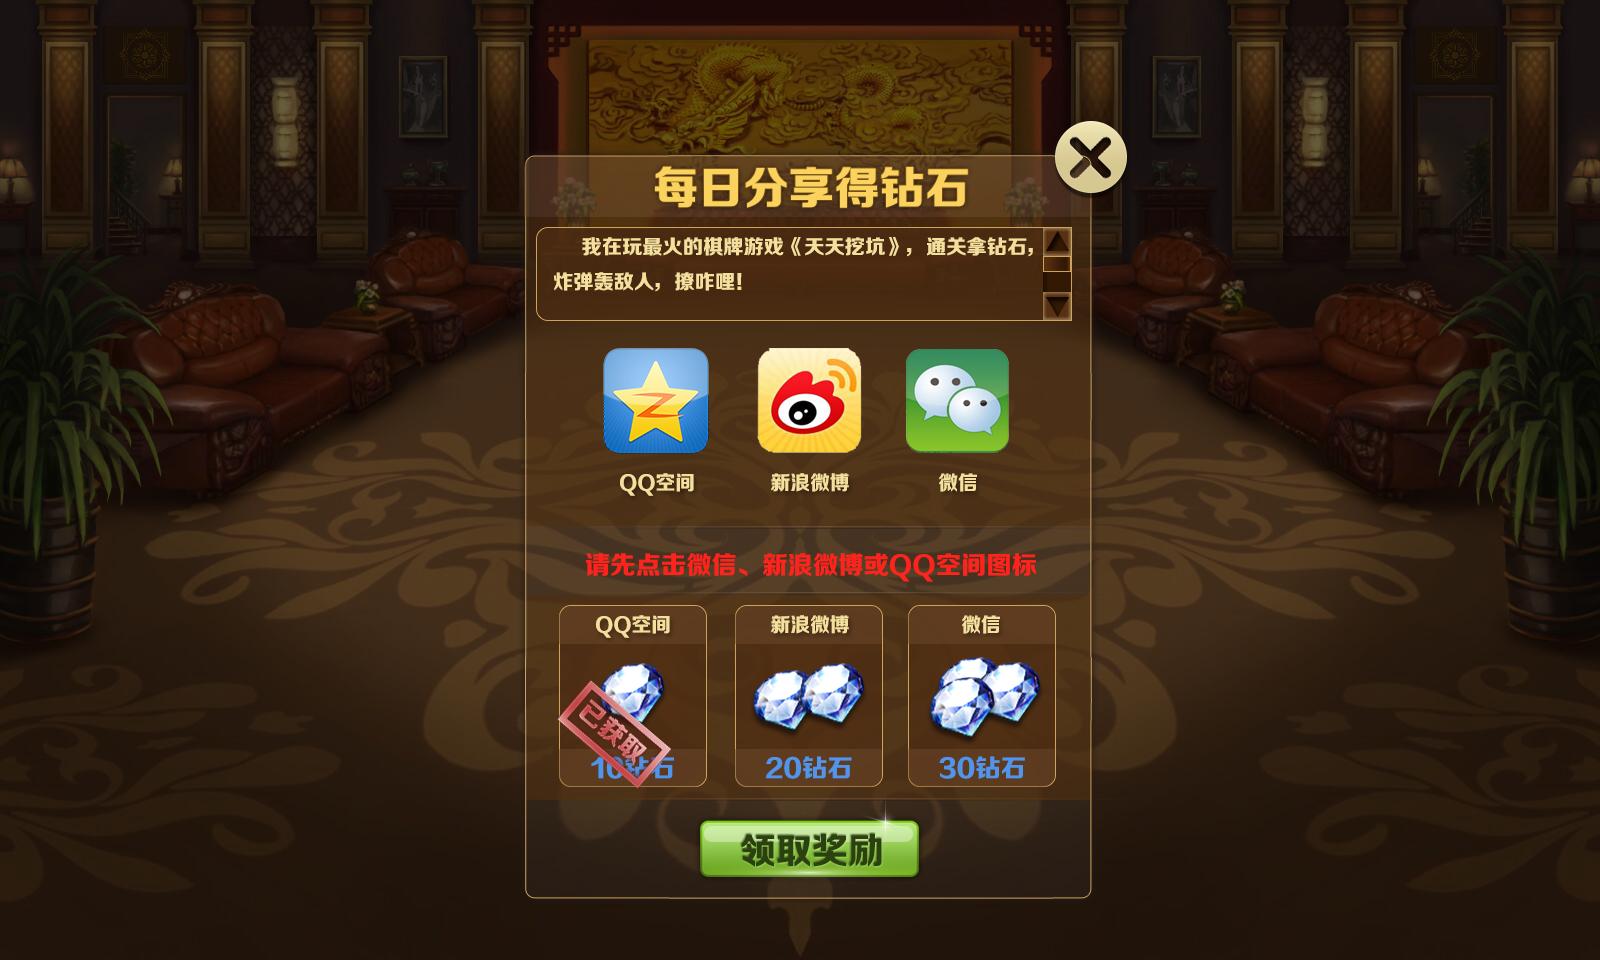 每日分享得钻石
我在玩最火的棋牌游戏《天天挖坑》，通关拿钻石，
炸弹轰敌人，撩咋哩！
QQ空间 新浪微博 微信
请先点击微信、新浪微博或QQ空间图标
QQ空间 新浪微博 微信
已获取
10钻石 20钻石 30钻石
领取奖励